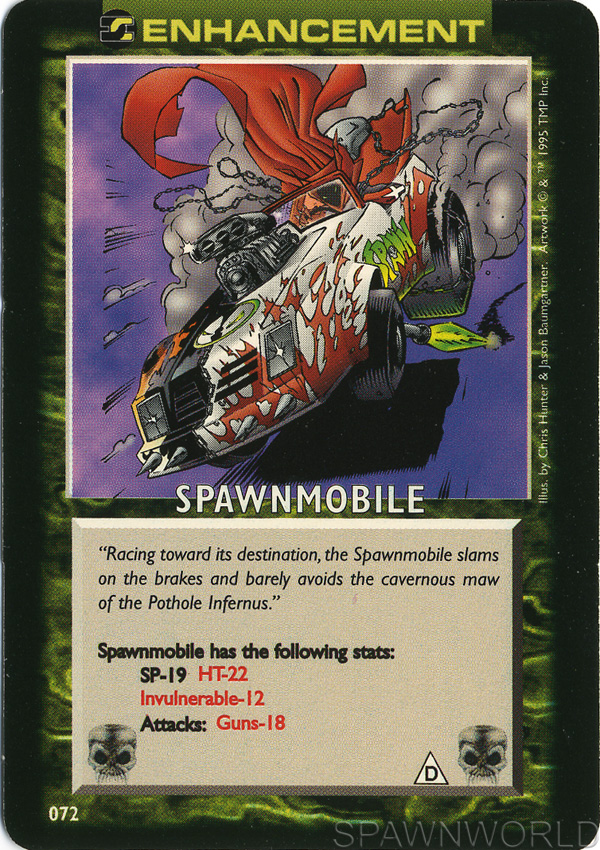 ENHANCEMENT
SPAWN
Illus. by Chris Hunter & Jason Baumgartner. Artwork © & ™ 1995 TMP Inc.
SPAWNMOBILE
“Racing toward its destination, the Spawnmobile slams
on the brakes and barely avoids the cavernous maw
of the Pothole Infernus.”
Spawnmobile has the following stats:
SP-19 HT-22
Invulnerable-12
Attacks: Guns-18
D
072
SPAWNWORLD